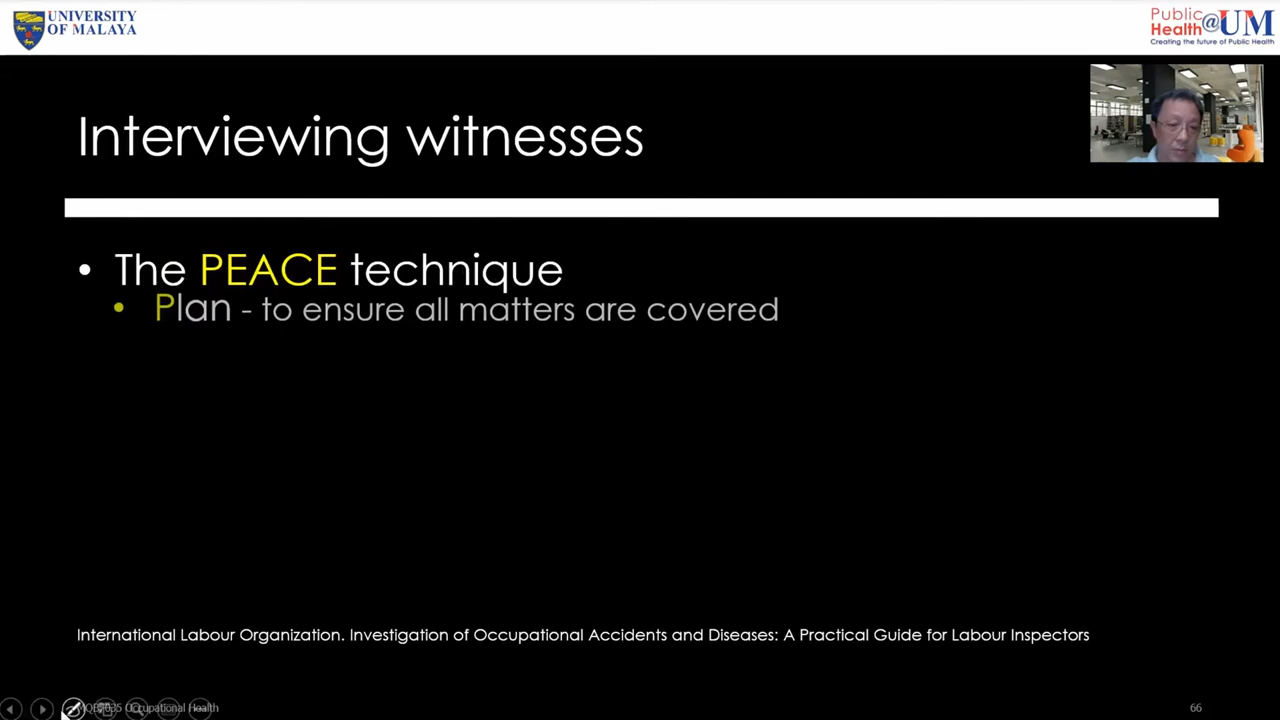 UNIVERSITY
OF MALAYA
Public
Health@UM
Creating the future of Public Health
Interviewing witnesses
• The PEACE technique
• Plan - to ensure all matters are covered
International Labour Organization. Investigation of Occupational Accidents and Diseases: A Practical Guide for Labour Inspectors
Occupational Health
66